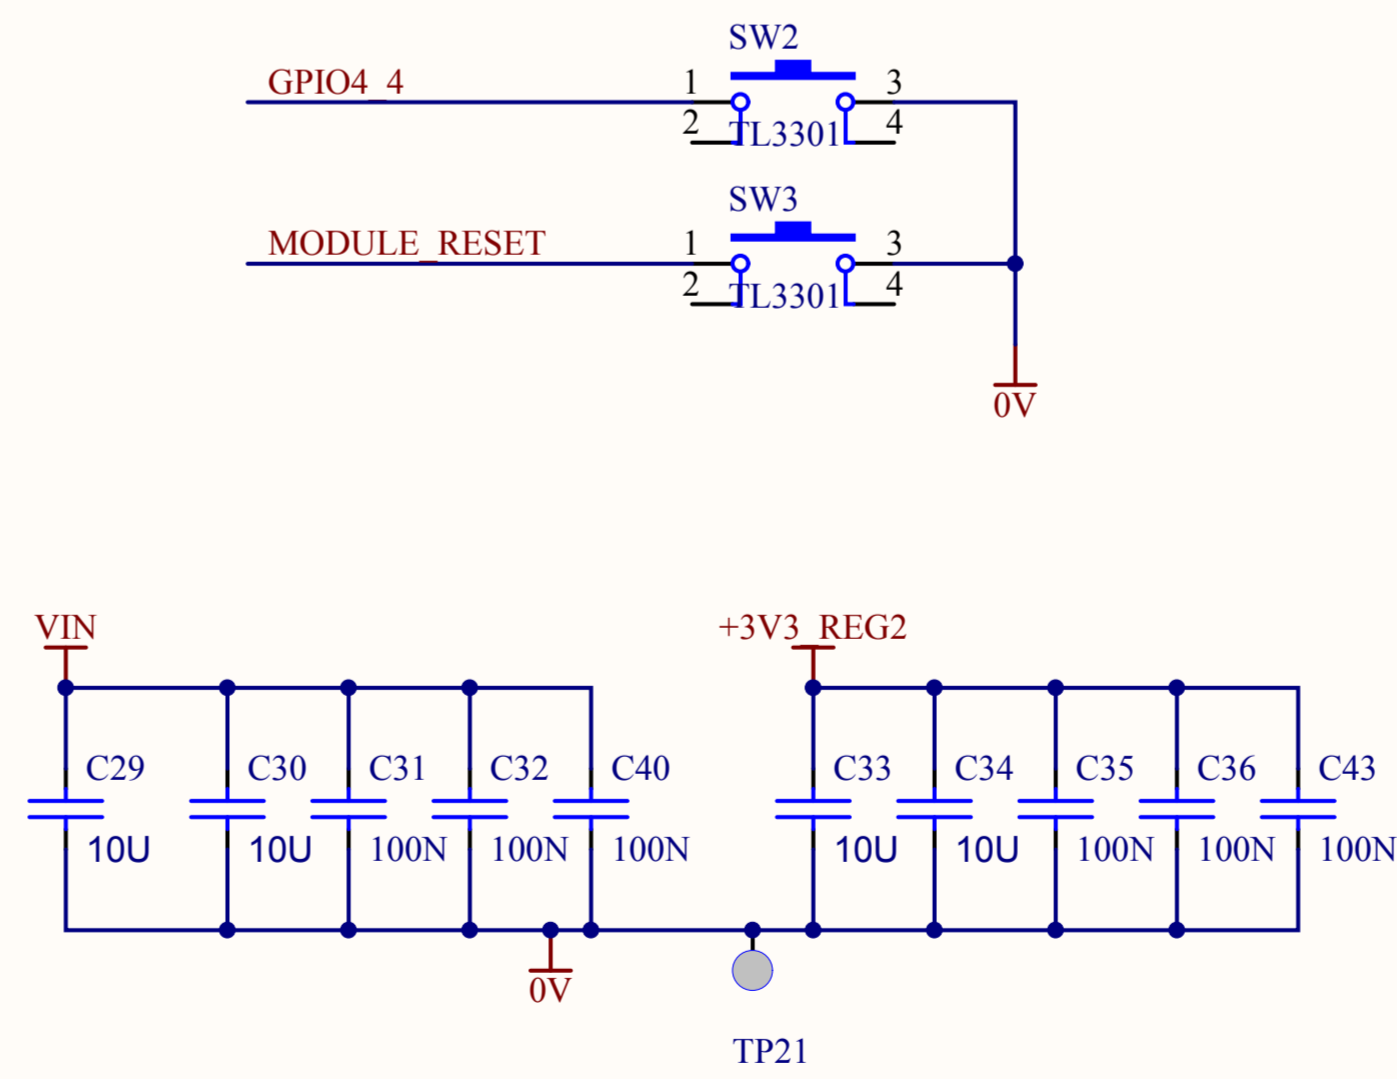 SW2
GPIO4_4
1
3
2
TL3301
4
SW3
MODULE_RESET
1
3
2
TL3301
4
0V
VIN
+3V3_REG2
C29
C30
C31
C32
C40
C33
C34
C35
C36
C43
10U
10U
100N
100N
100N
10U
10U
100N
100N
100N
0V
TP21